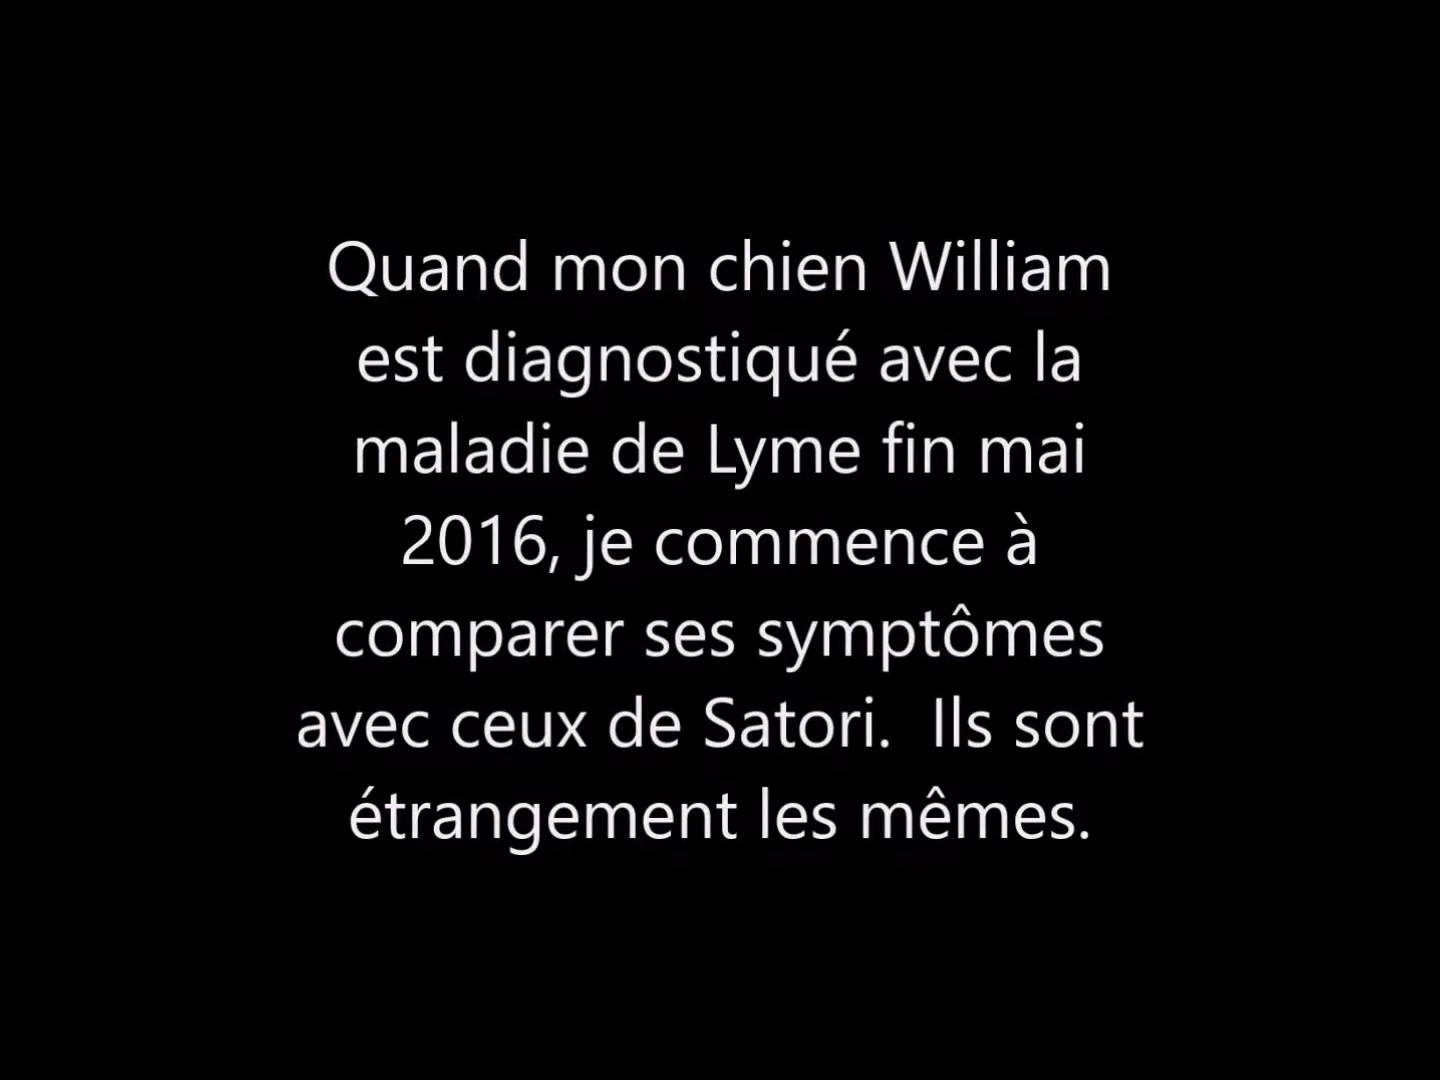 Quand mon chien William
est diagnostiqué avec la
maladie de Lyme fin mai
2016, je commence à
comparer ses symptômes
avec ceux de Satori.  Ils sont
étrangement les mêmes.